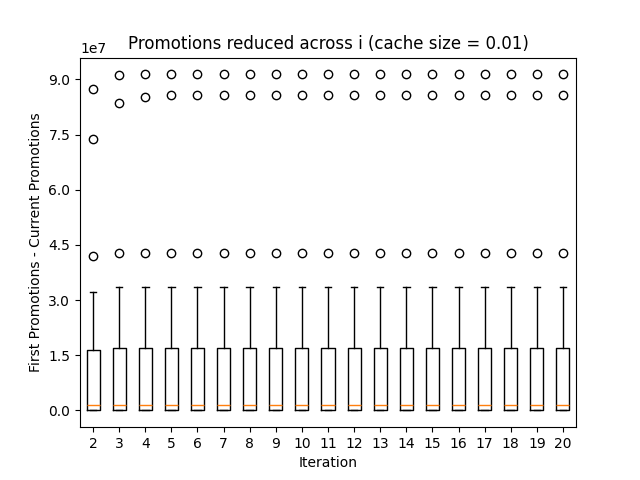 Promotions reduced across i (cache size = 0.01)
1e7
9.0
7.5
6.0
4.5
3.0
1.5
0.0
First Promotions - Current Promotions
2 3 4 5 6 7 8 9 10 11 12 13 14 15 16 17 18 19 20
Iteration